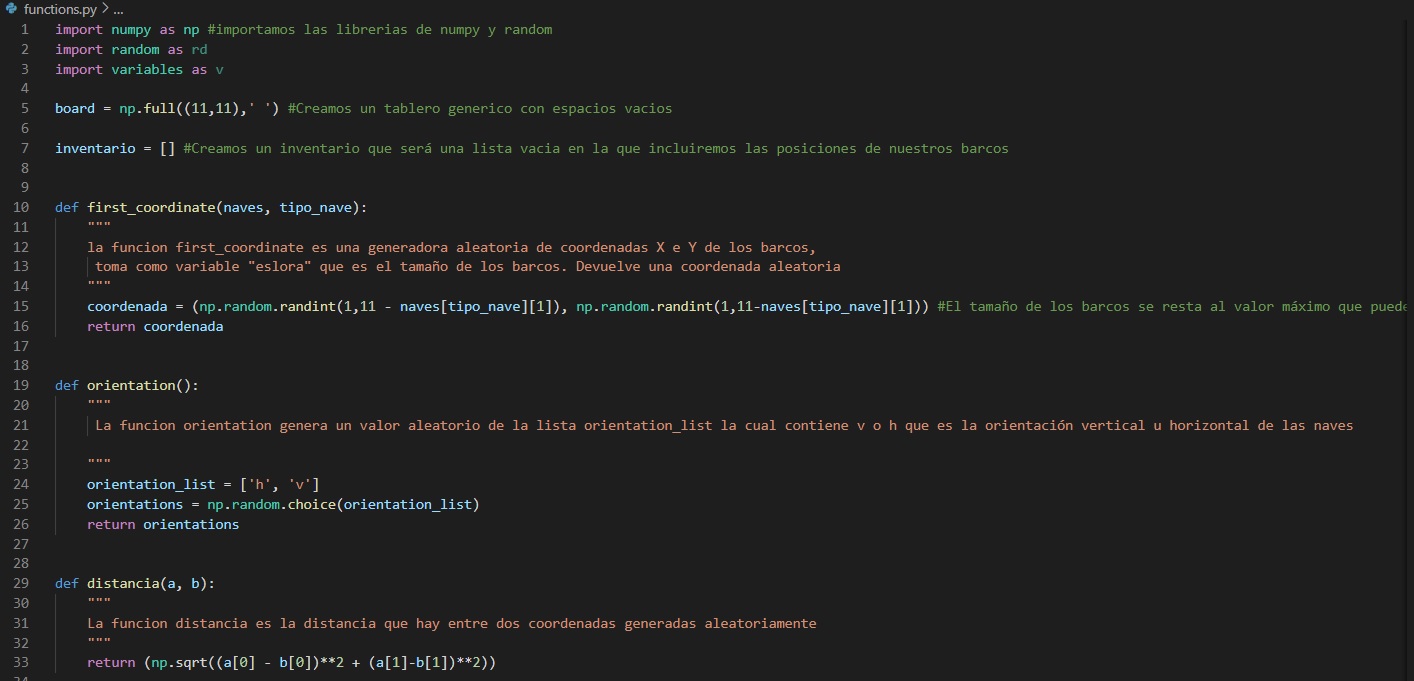 functions.py > ...
1 import numpy as np #importamos las librerias de numpy y random
2 import random as rd
3 import variables as v
4
5 board = np.full((11,11),' ') #Creamos un tablero generico con espacios vacios
6
7 inventario = [] #Creamos un inventario que será una lista vacia en la que incluiremos las posiciones de nuestros barcos
8
9
10 def first_coordinate(naves, tipo_nave):
11     """
12     la funcion first_coordinate es una generadora aleatoria de coordenadas X e Y de los barcos,
13      toma como variable "eslora" que es el tamaño de los barcos. Devuelve una coordenada aleatoria
14     """
15     coordenada = (np.random.randint(1,11 - naves[tipo_nave][1]), np.random.randint(1,11-naves[tipo_nave][1])) #El tamaño de los barcos se resta al valor máximo que puede
16     return coordenada
17
18
19 def orientation():
20     """
21      La funcion orientation genera un valor aleatorio de la lista orientation_list la cual contiene v o h que es la orientación vertical u horizontal de las naves
22
23     """
24     orientation_list = ['h', 'v']
25     orientations = np.random.choice(orientation_list)
26     return orientations
27
28
29 def distancia(a, b):
30     """
31     La funcion distancia es la distancia que hay entre dos coordenadas generadas aleatoriamente
32     """
33     return (np.sqrt((a[0] - b[0])**2 + (a[1]-b[1])**2))